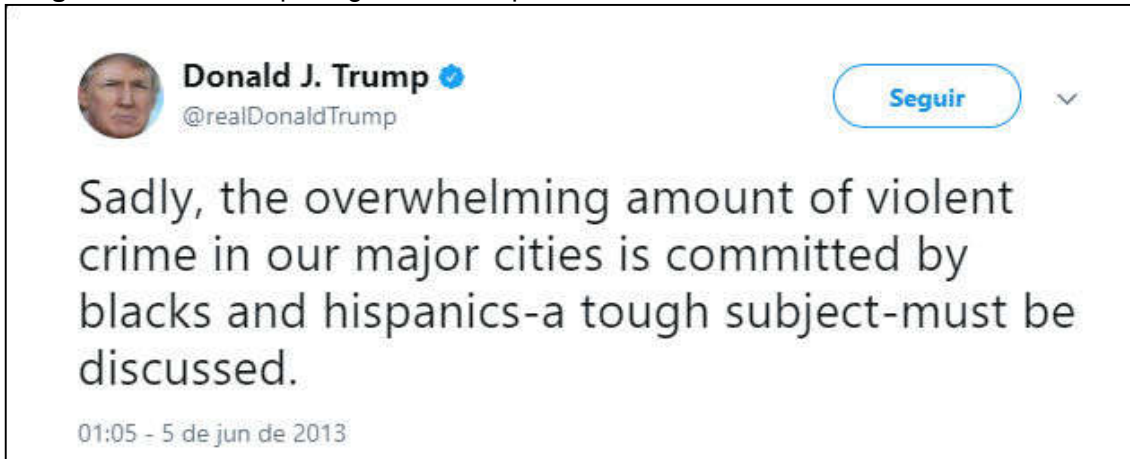 Donald J. Trump
@realDonaldTrump
Seguir
Sadly, the overwhelming amount of violent
crime in our major cities is committed by
blacks and hispanics-a tough subject-must be
discussed.
01:05 - 5 de jun de 2013